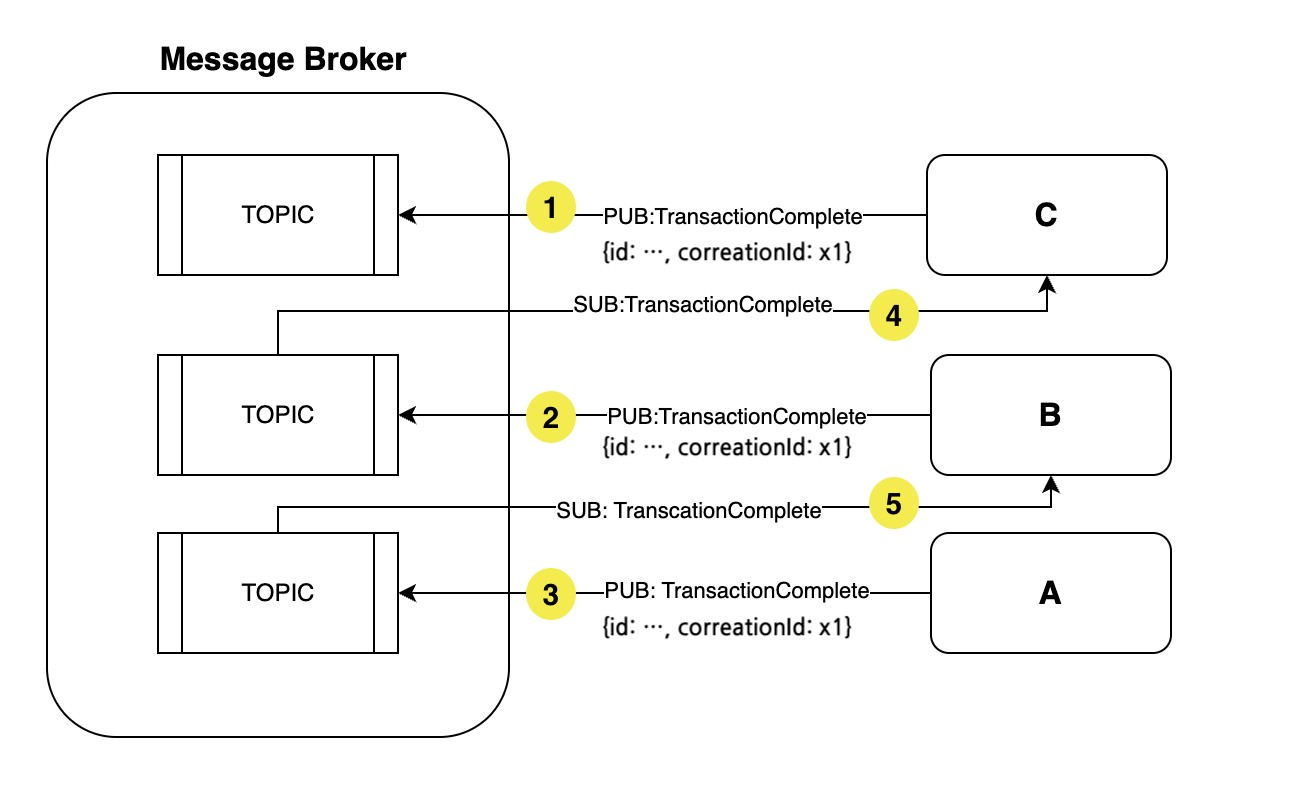 Message Broker
TOPIC
1
PUB:TransactionComplete
{id: ···, correationId: x1}
C
SUB:TransactionComplete
4
TOPIC
2
PUB:TransactionComplete
{id: ···, correationId: x1}
B
SUB: TranscationComplete
5
TOPIC
3
PUB: TransactionComplete
{id: ···, correationId: x1}
A